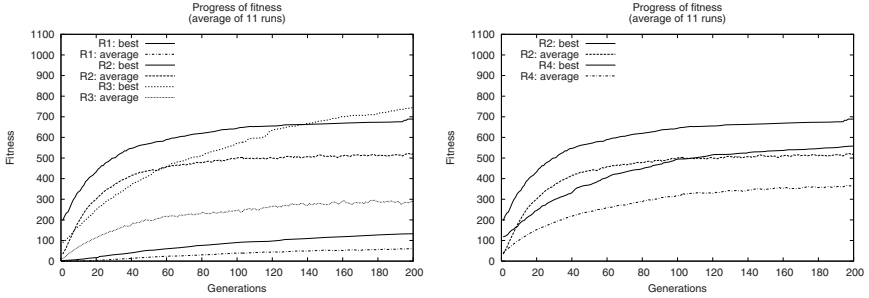 Progress of fitness
(average of 11 runs)
1100
1000
900
800
700
600
500
400
300
200
100
0
Fitness
R1: best
R1: average
R2: best
R2: average
R3: best
R3: average
0 20 40 60 80 100 120 140 160 180 200
Generations
Progress of fitness
(average of 11 runs)
1100
1000
900
800
700
600
500
400
300
200
100
0
Fitness
R2: best
R2: average
R4: best
R4: average
0 20 40 60 80 100 120 140 160 180 200
Generations